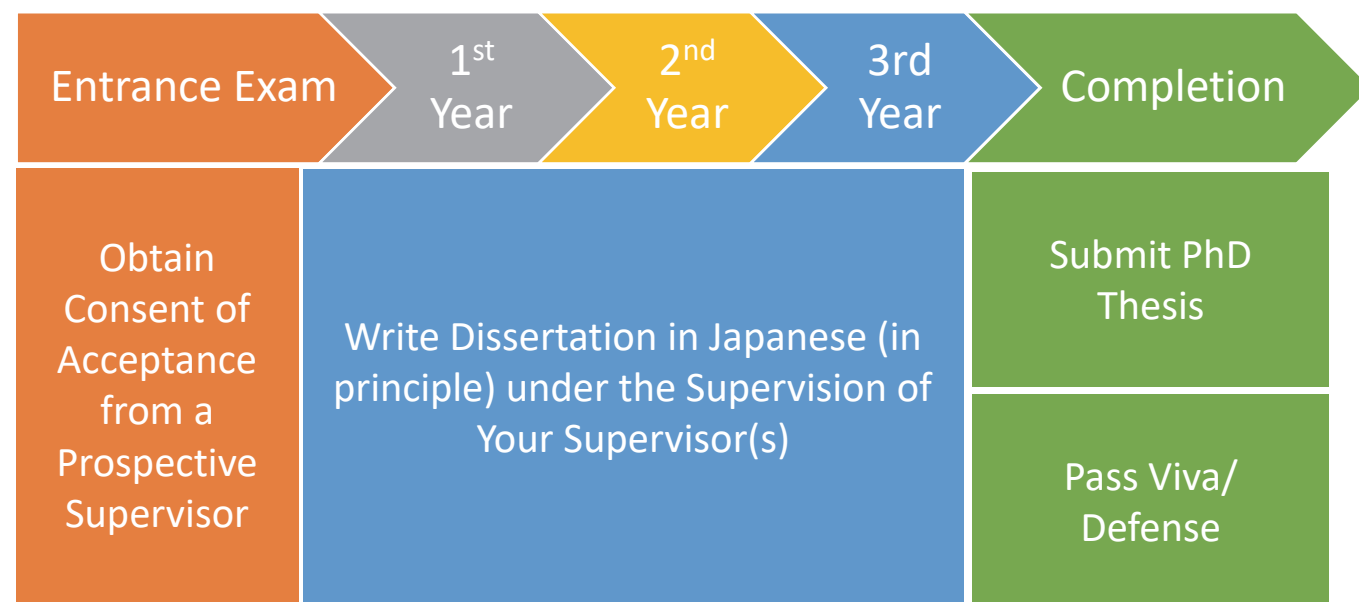 Entrance Exam
1st
Year
2nd
Year
3rd
Year
Completion
Obtain
Consent of
Acceptance
from a
Prospective
Supervisor
Write Dissertation in Japanese (in
principle) under the Supervision of
Your Supervisor(s)
Submit PhD
Thesis
Pass Viva/
Defense